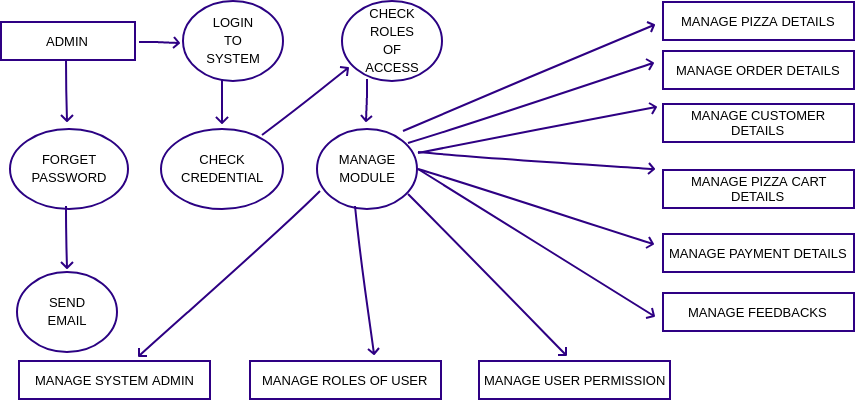 ADMIN
LOGIN
TO
SYSTEM
CHECK
ROLES
OF
ACCESS
MANAGE PIZZA DETAILS
MANAGE ORDER DETAILS
MANAGE CUSTOMER
DETAILS
FORGET
PASSWORD
CHECK
CREDENTIAL
MANAGE
MODULE
MANAGE PIZZA CART
DETAILS
MANAGE PAYMENT DETAILS
SEND
EMAIL
MANAGE FEEDBACKS
MANAGE SYSTEM ADMIN
MANAGE ROLES OF USER
MANAGE USER PERMISSION